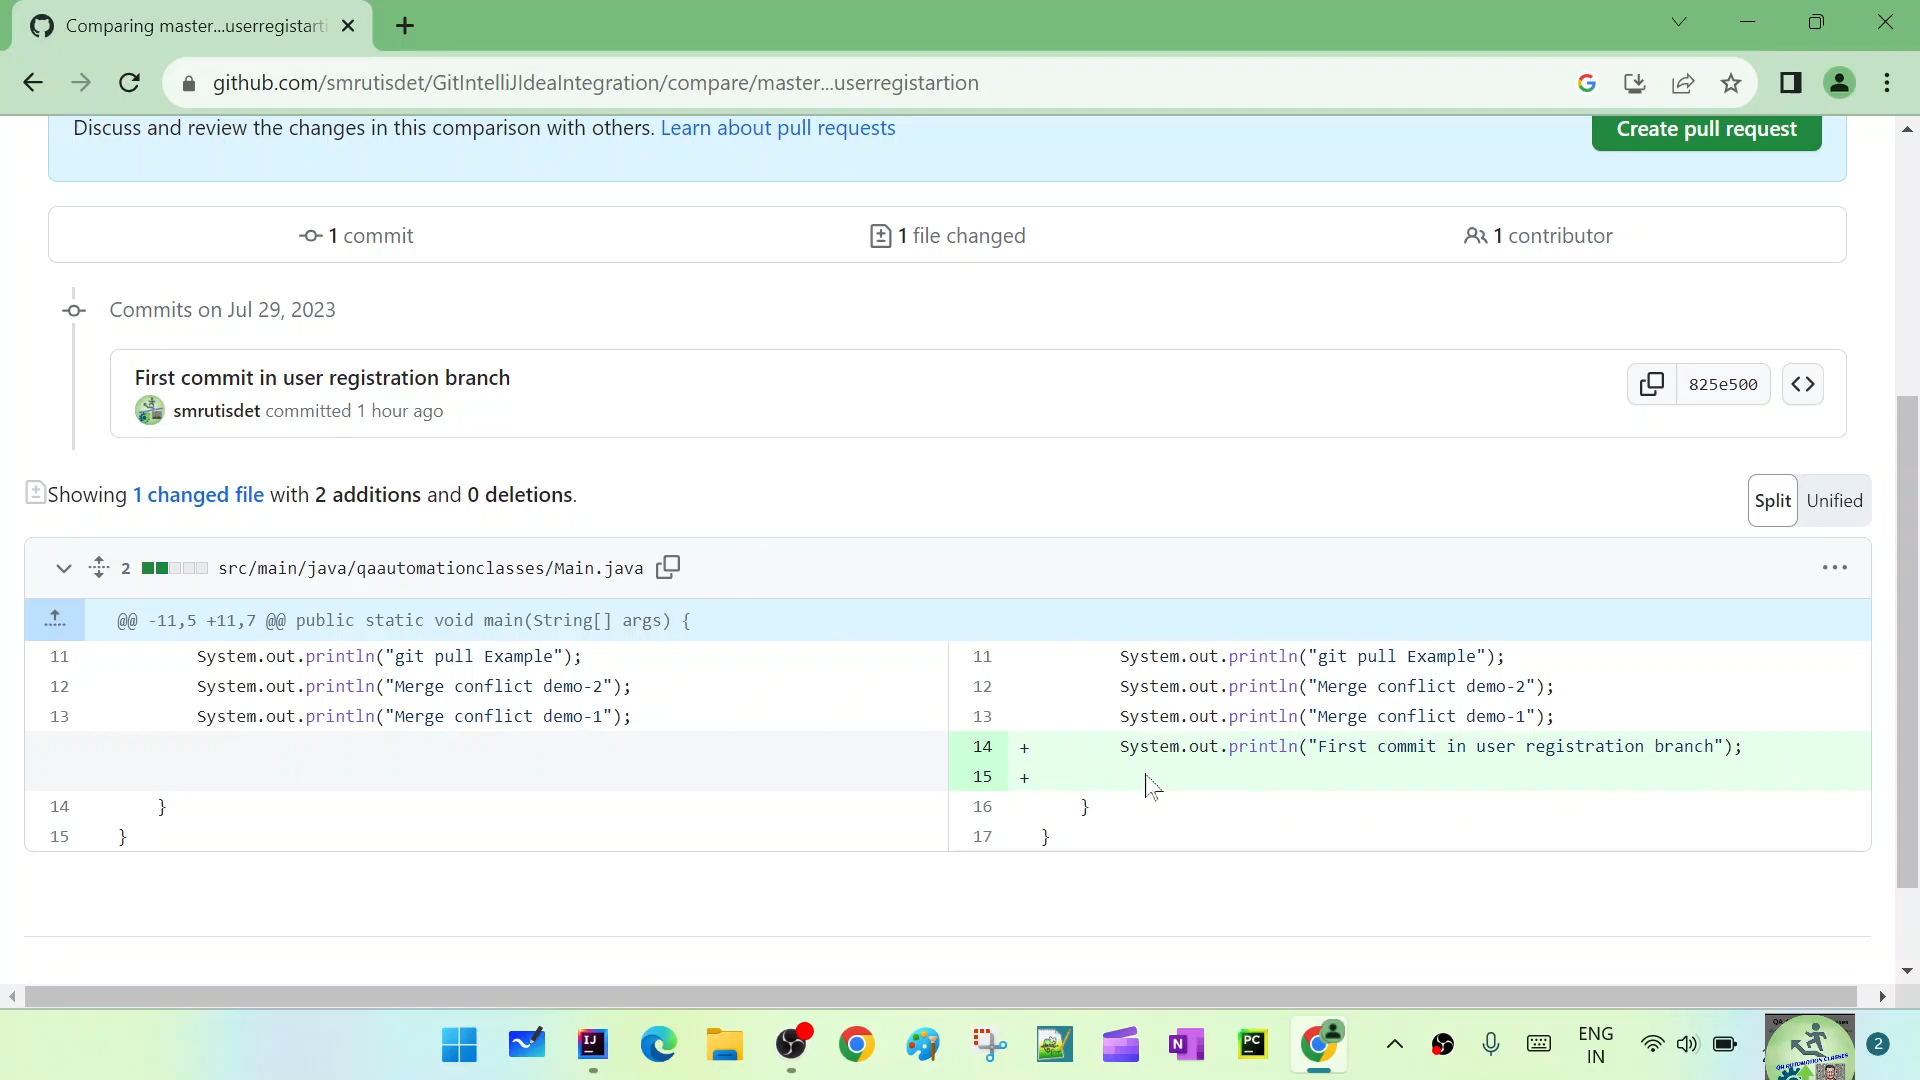 Comparing master...userregistarti
github.com/smrutisdet/GitIntelliJIdeaIntegration/compare/master...userregistartion
Discuss and review the changes in this comparison with others. Learn about pull requests
Create pull request
1 commit
1 file changed
1 contributor
Commits on Jul 29, 2023
First commit in user registration branch
825e500
smrutisdet committed 1 hour ago
Showing 1 changed file with 2 additions and 0 deletions.
Split Unified
2 src/main/java/qaautomationclasses/Main.java
@@ -11,5 +11,7 @@ public static void main(String[] args) {
11 System.out.println("git pull Example");
11 System.out.println("git pull Example");
12 System.out.println("Merge conflict demo-2");
12 System.out.println("Merge conflict demo-2");
13 System.out.println("Merge conflict demo-1");
13 System.out.println("Merge conflict demo-1");
14 + System.out.println("First commit in user registration branch");
15 +
14 }
16 }
15 }
17 }
ENG
IN
2